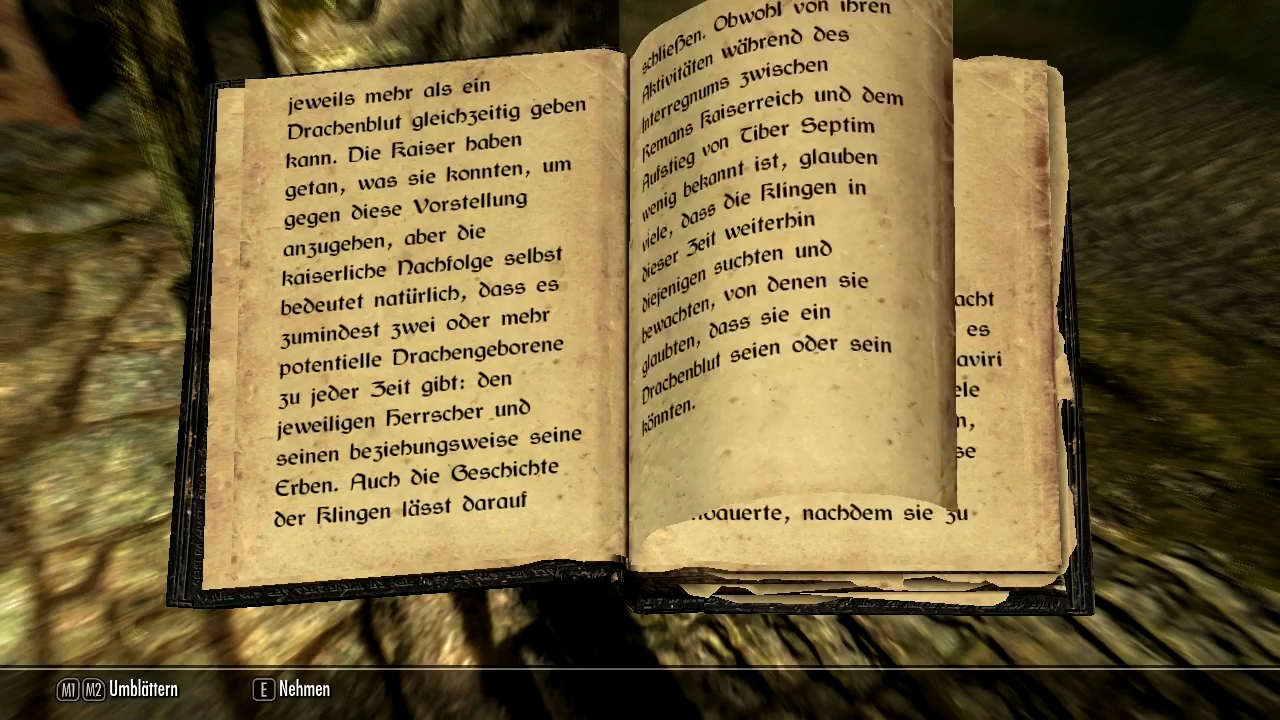 jeweils mehr als ein
Drachenblut gleichzeitig geben
kann. Die Kaiser haben
getan, was sie konnten, um
gegen diese Vorstellung
anzugehen, aber die
kaiserliche Nachfolge selbst
bedeutet natürlich, dass es
zumindest zwei oder mehr
potentielle Drachengeborene
zu jeder Zeit gibt: den
jeweiligen Herrscher und
seinen beziehungsweise seine
Erben. Auch die Geschichte
der Klingen lässt darauf
schließen. Obwohl von ihren
Aktivitäten während des
Interregnums zwischen
Remans Kaiserreich und dem
Aufstieg von Tiber Septim
wenig bekannt ist, glauben
viele, dass die Klingen in
dieser Zeit weiterhin
diejenigen suchten und
bewachten, von denen sie
glaubten, dass sie ein
Drachenblut seien oder sein
könnten.
es
nachdem sie zu
M1 M2 Umblättern
E Nehmen